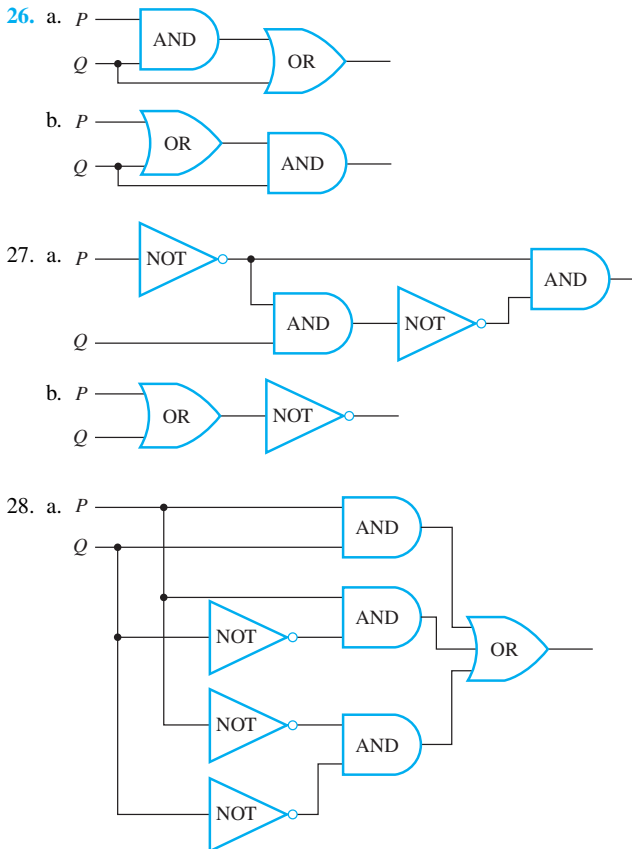 26. a. P
AND
Q
OR
b. P
OR
Q
AND
27. a. P
NOT
AND
AND
NOT
Q
b. P
OR
NOT
Q
28. a. P
AND
Q
AND
NOT
OR
NOT
AND
NOT